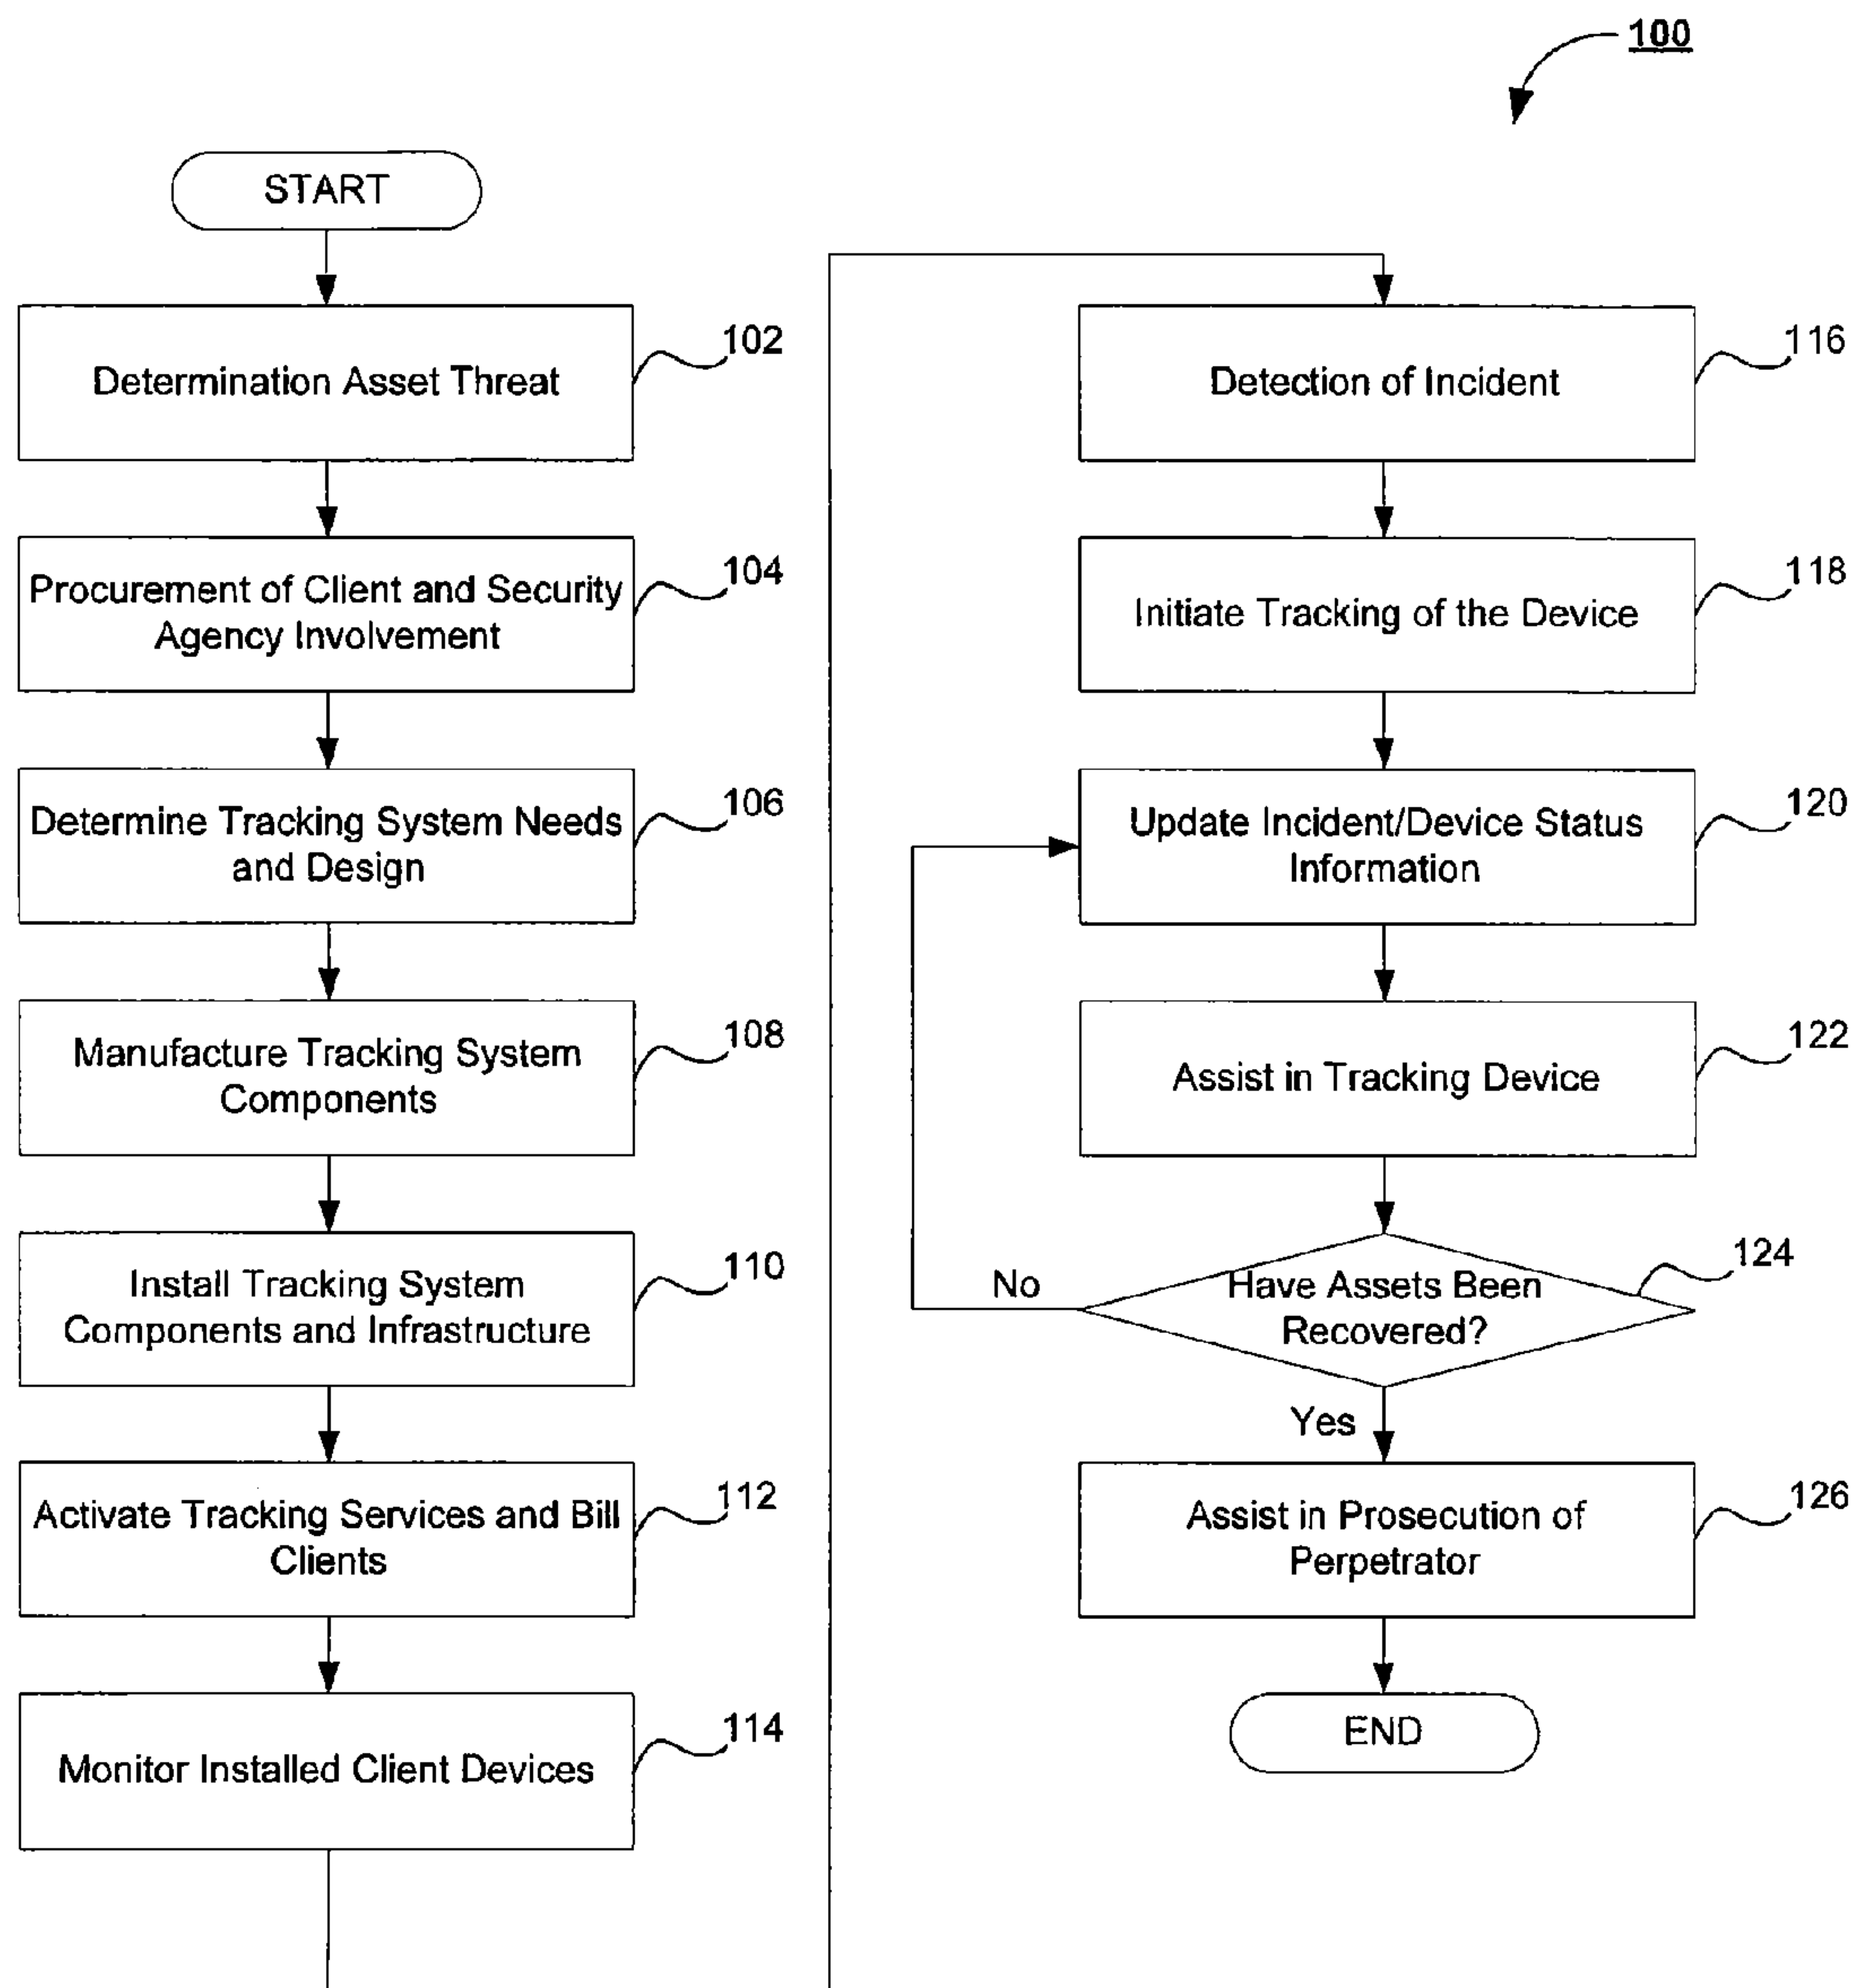 100
START
Determination Asset Threat
102
Procurement of Client and Security
Agency Involvement
104
Determine Tracking System Needs
and Design
106
Manufacture Tracking System
Components
108
Install Tracking System
Components and Infrastructure
110
Activate Tracking Services and Bill
Clients
112
Monitor Installed Client Devices
114
Detection of Incident
116
Initiate Tracking of the Device
118
Update Incident/Device Status
Information
120
Assist in Tracking Device
122
Have Assets Been
Recovered?
124
No
Yes
Assist in Prosecution of
Perpetrator
126
END